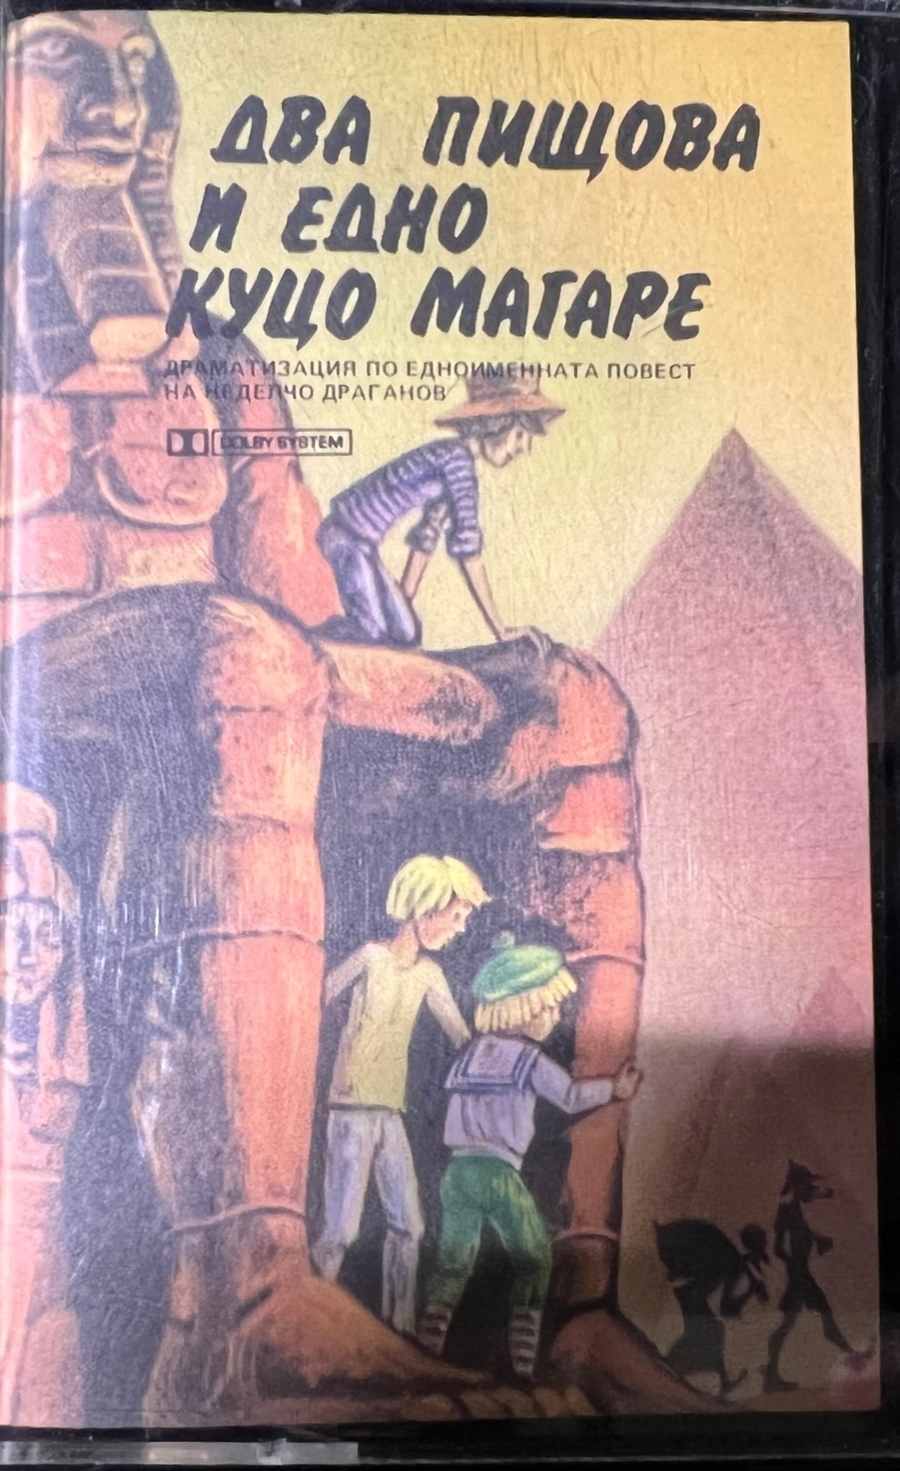 ДВА ПИЩОВА
И ЕДНО
КУЦО МАГАРЕ
ДРАМАТИЗАЦИЯ ПО ЕДНОИМЕННАТА ПОВЕСТ
НА НЕДЕЛЧО ДРАГАНОВ
DOLBY SYSTEM